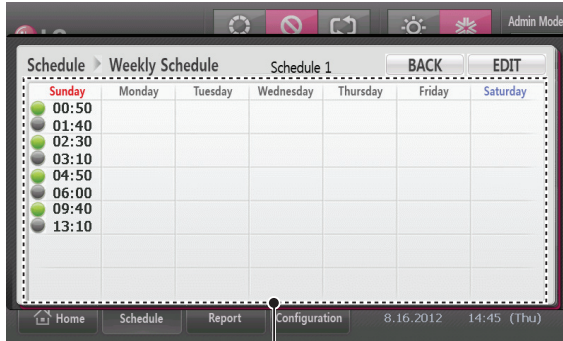 Admin Mode
Schedule Weekly Schedule Schedule 1 BACK EDIT
Sunday Monday Tuesday Wednesday Thursday Friday Saturday
00:50
01:40
02:30
03:10
04:50
06:00
09:40
13:10
Home Schedule Report Configuration 8.16.2012 14:45 (Thu)